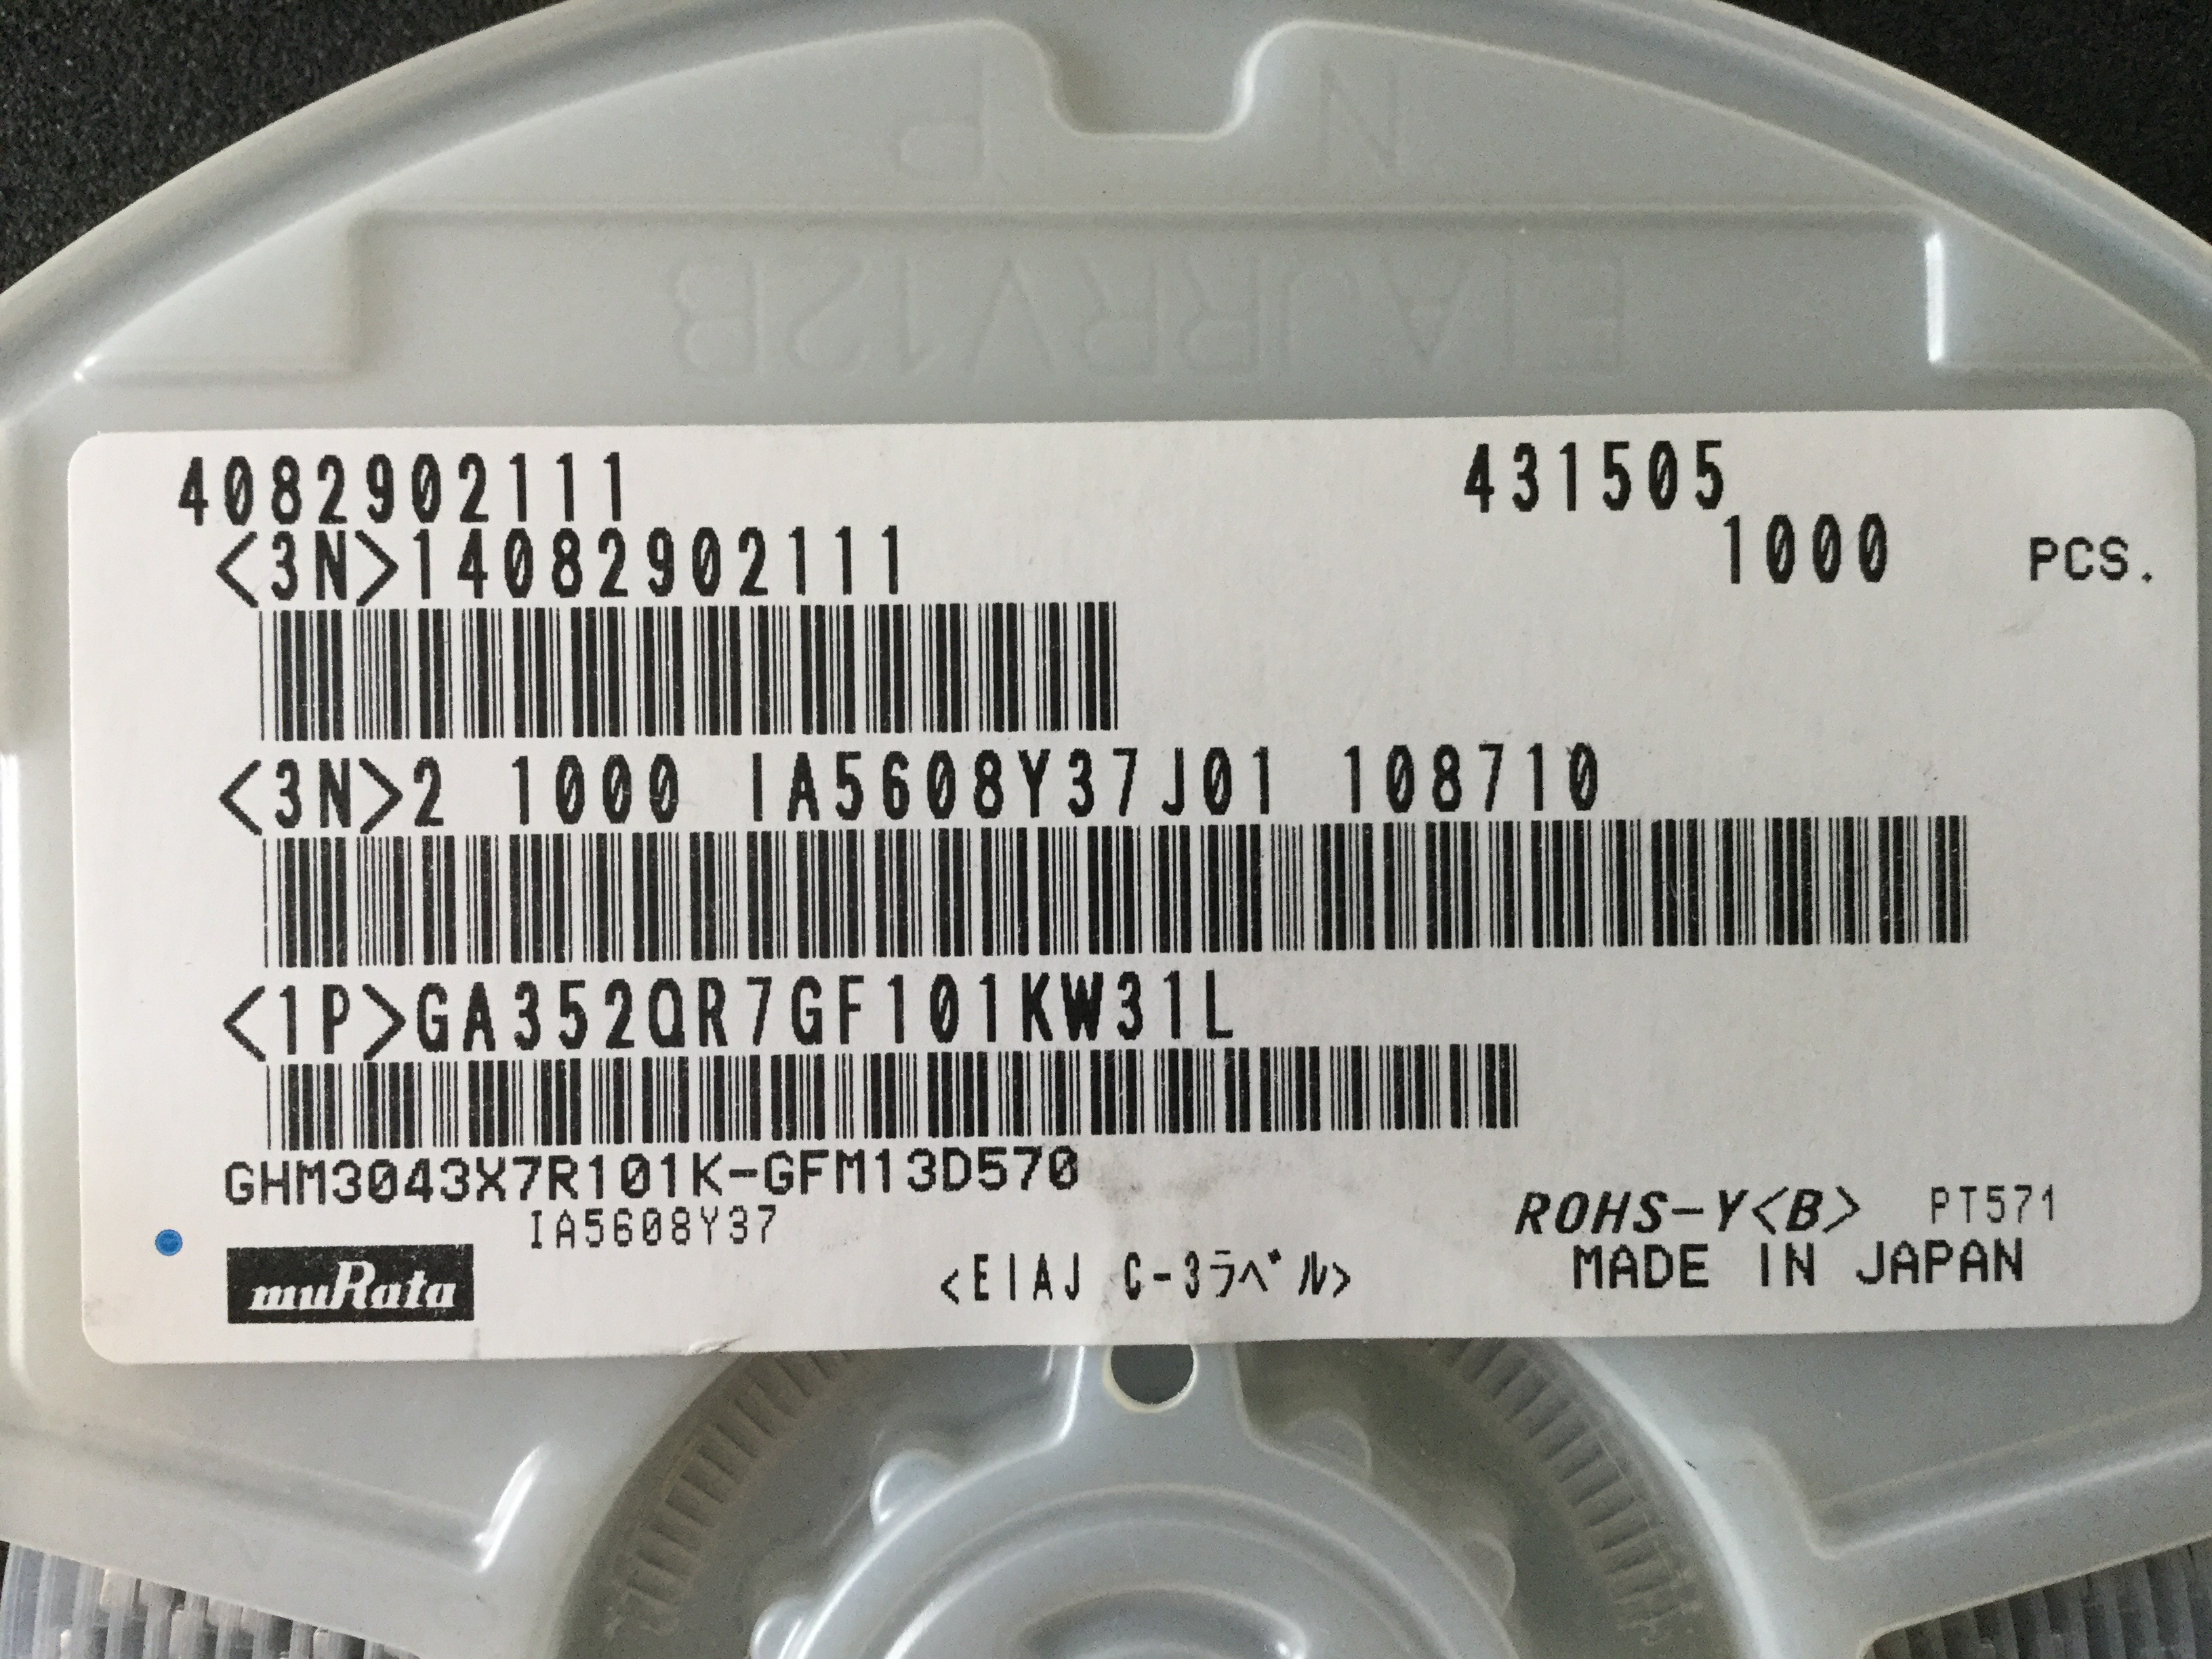 N P
EIAJRRV12B
4082902111 431505
<3N>14082902111 1000 PCS.
<3N>2 1000 IA5608Y37J01 108710
<1P>GA352QR7GF101KW31L
GHM3043X7R101K-GFM13D570
IA5608Y37 ROHS-Y<B> PT571
muRata <EIAJ C-3ラベル> MADE IN JAPAN